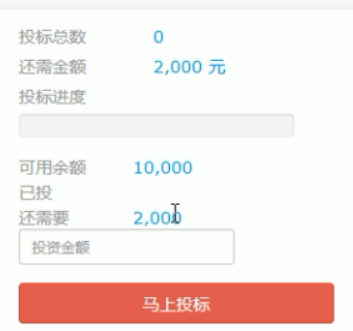 投标总数 0
还需金额 2,000 元
投标进度
可用余额 10,000
已投
还需要 2,000
投资金额
马上投标